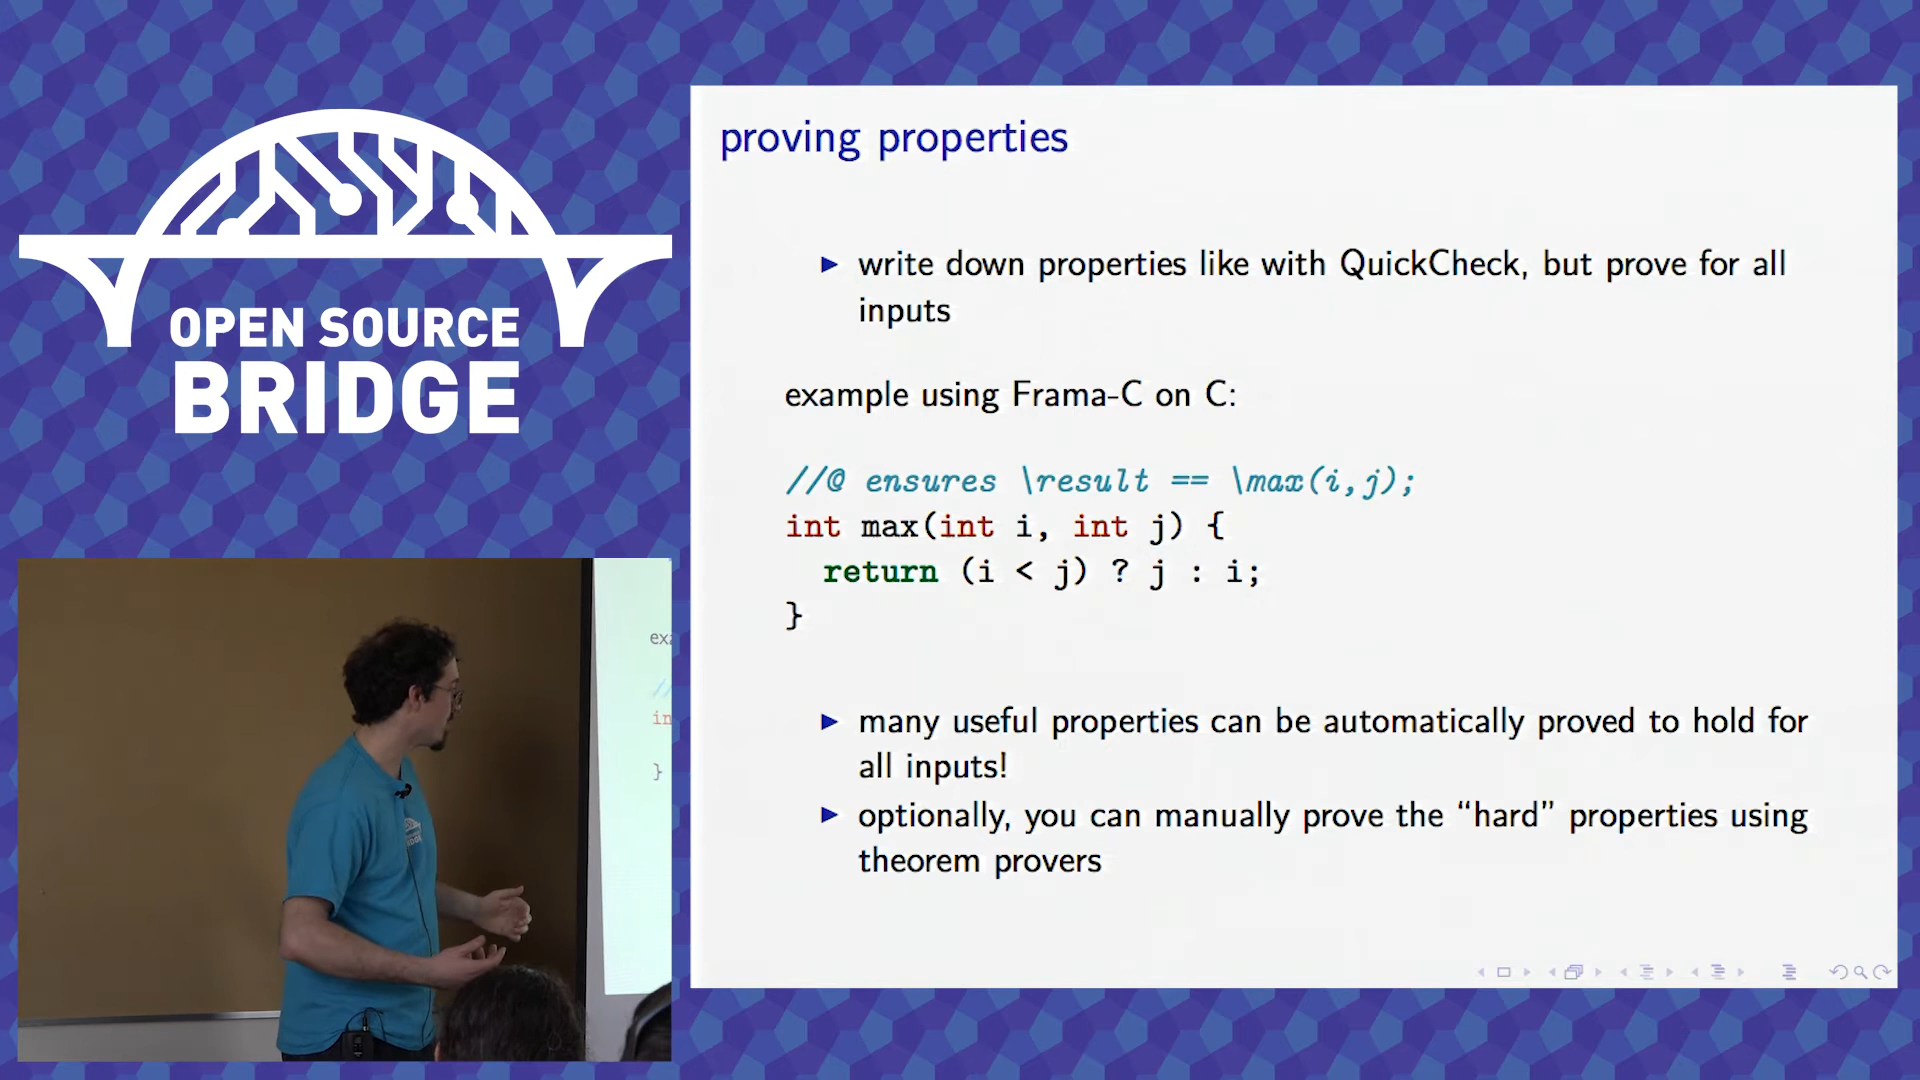 OPEN SOURCE
BRIDGE
proving properties
write down properties like with QuickCheck, but prove for all
inputs
example using Frama-C on C:
//@ ensures \result == \max(i,j);
int max(int i, int j) {
return (i < j) ? j : i;
}
many useful properties can be automatically proved to hold for
all inputs!
optionally, you can manually prove the “hard” properties using
theorem provers
//
in
}